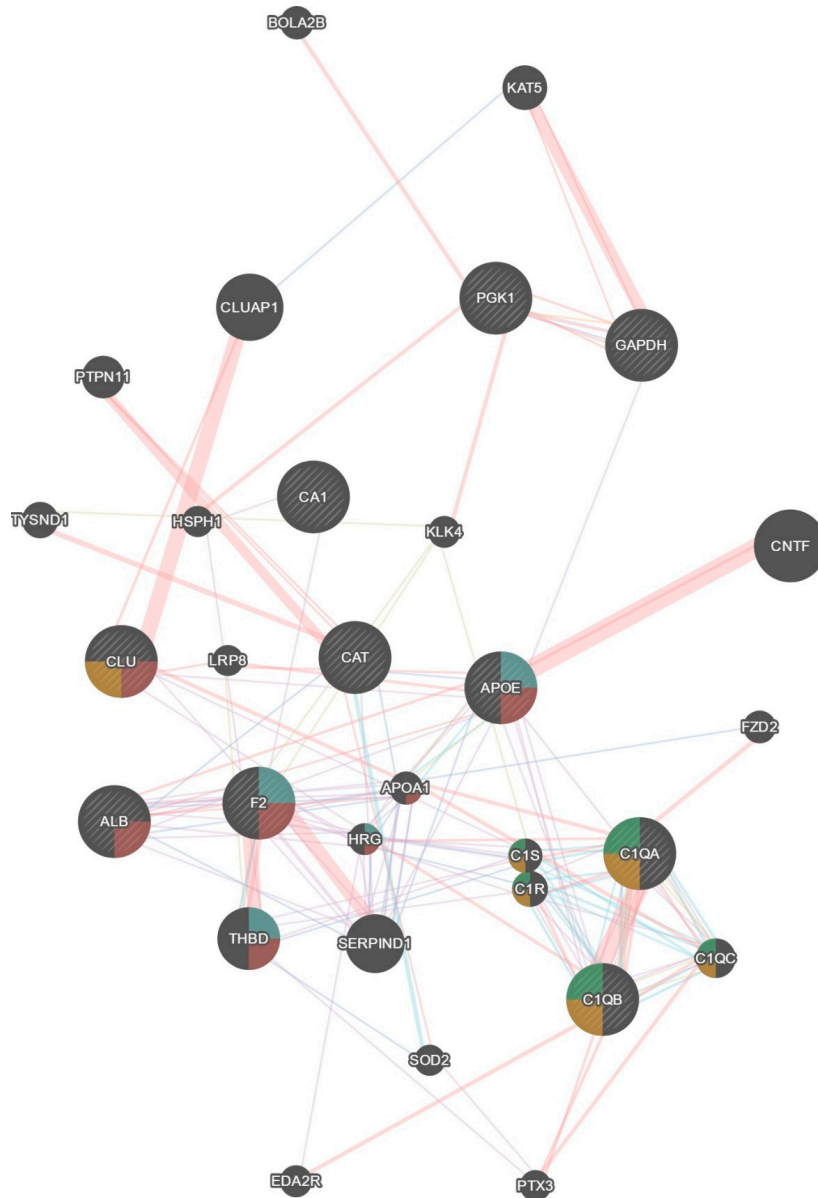 BOLA2B
KAT5
PGK1
CLUAP1
GAPDH
PTPN11
CA1
TYSND1
HSPH1
KLK4
CNTF
CLU
LRP8
CAT
APOE
FZD2
APOA1
F2
ALB
HRG
C1S
C1QA
C1R
THBD
SERPIND1
C1QC
C1QB
SOD2
EDA2R
PTX3